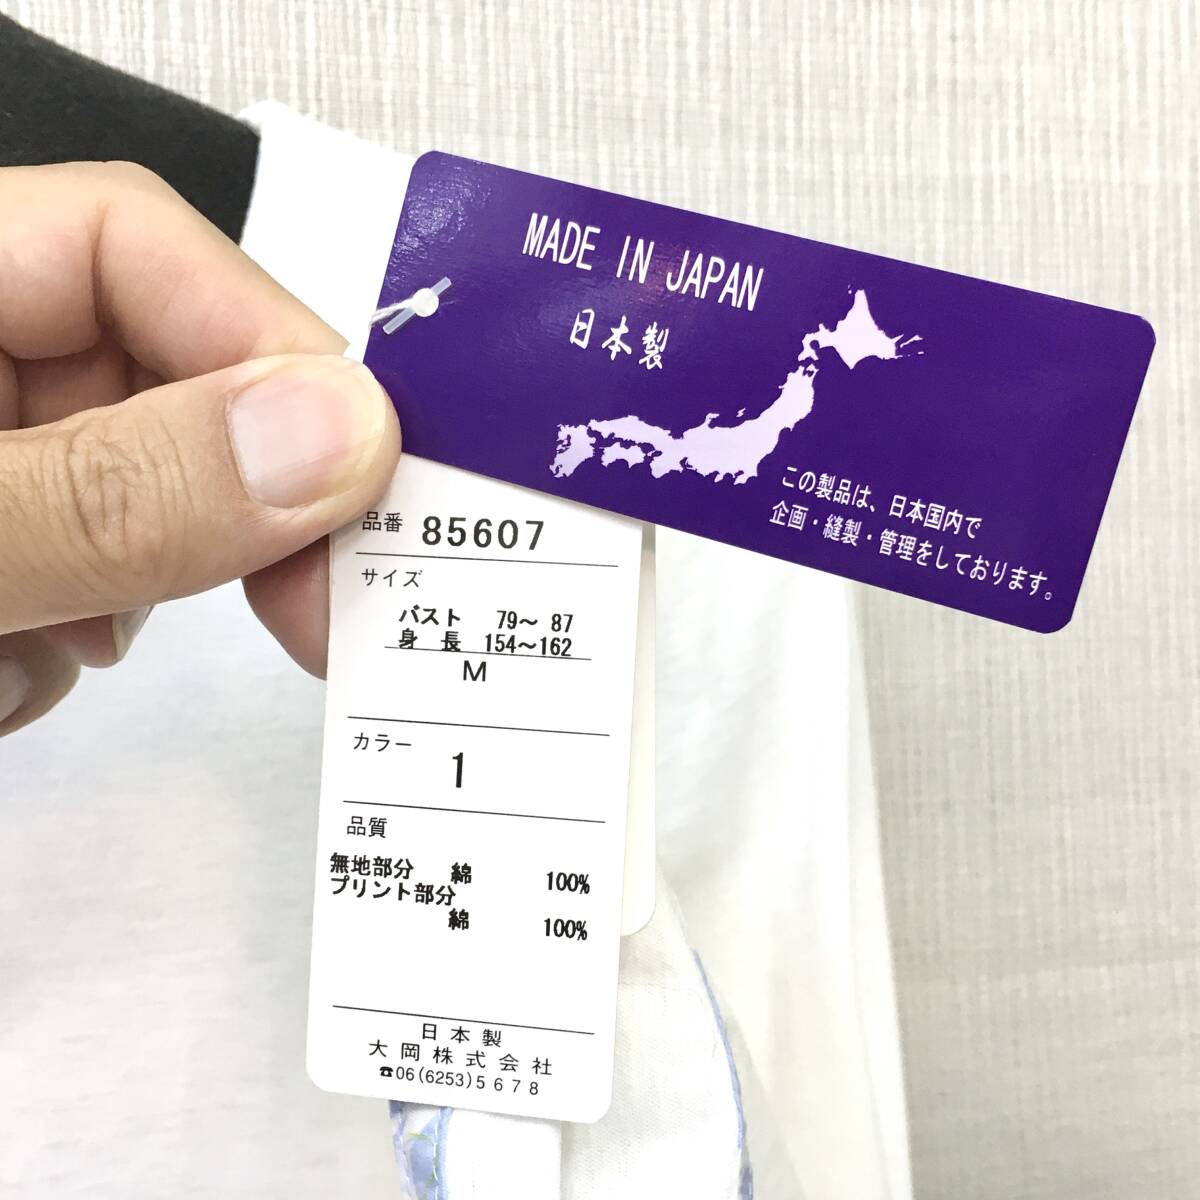 MADE IN JAPAN
日本製
この製品は、日本国内で
企画・縫製・管理をしております。
品番 85607
サイズ
バスト 79〜 87
身 長 154〜162
M
カラー
1
品質
無地部分 綿 100%
プリント部分
綿 100%
日本製
大岡株式会社
☎06(6253)5678